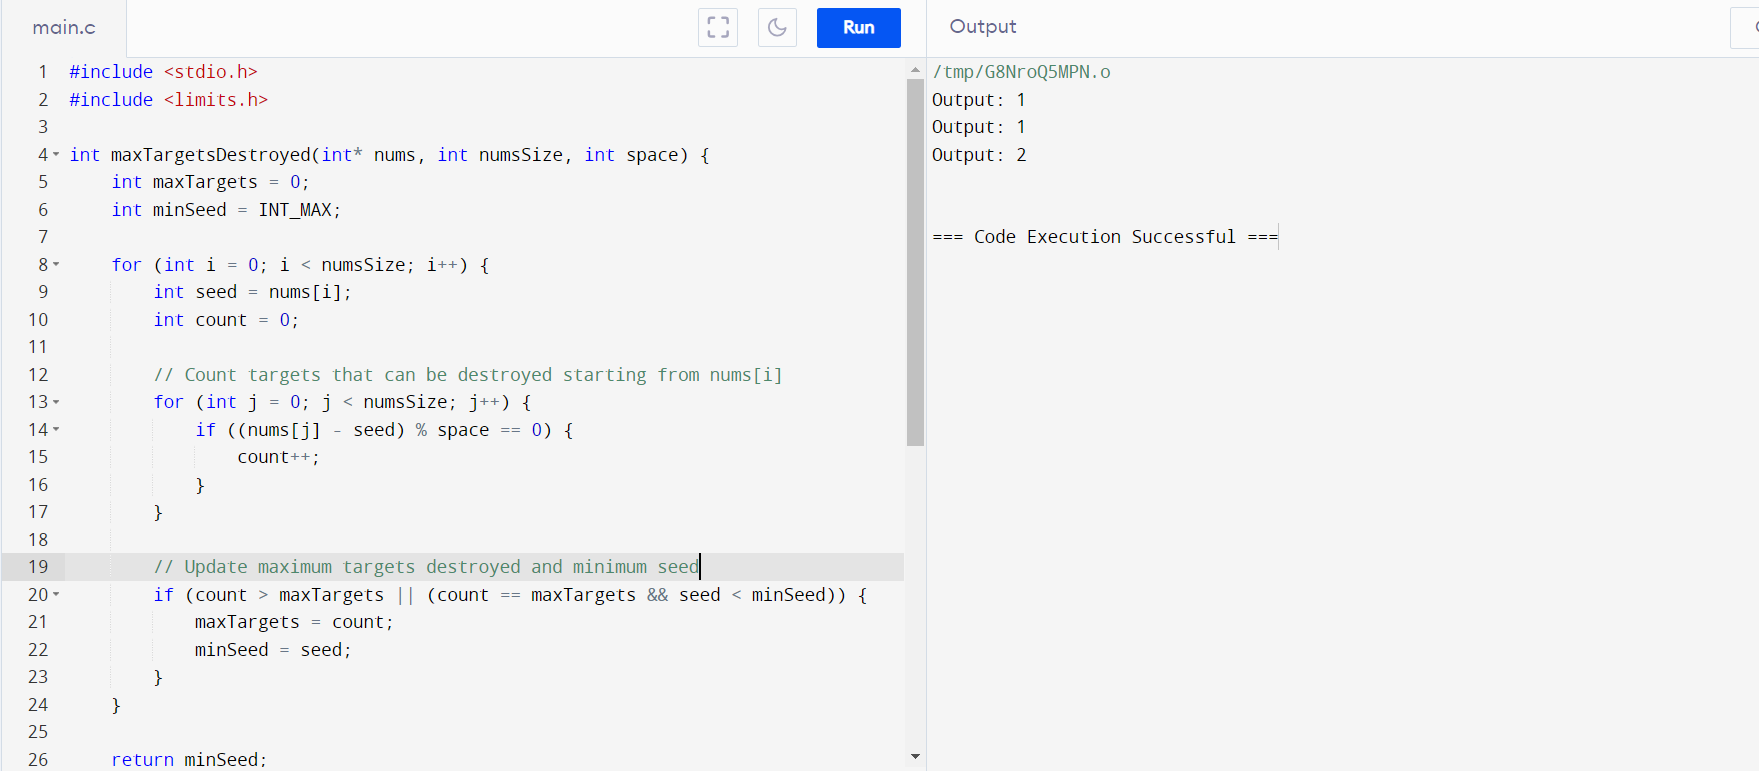 main.c
Run
Output
1 #include <stdio.h>
2 #include <limits.h>
3
4 int maxTargetsDestroyed(int* nums, int numsSize, int space) {
5     int maxTargets = 0;
6     int minSeed = INT_MAX;
7
8     for (int i = 0; i < numsSize; i++) {
9         int seed = nums[i];
10         int count = 0;
11
12         // Count targets that can be destroyed starting from nums[i]
13         for (int j = 0; j < numsSize; j++) {
14             if ((nums[j] - seed) % space == 0) {
15                 count++;
16             }
17         }
18
19         // Update maximum targets destroyed and minimum seed
20         if (count > maxTargets || (count == maxTargets && seed < minSeed)) {
21             maxTargets = count;
22             minSeed = seed;
23         }
24     }
25
26     return minSeed;
/tmp/G8NroQ5MPN.o
Output: 1
Output: 1
Output: 2
=== Code Execution Successful ===